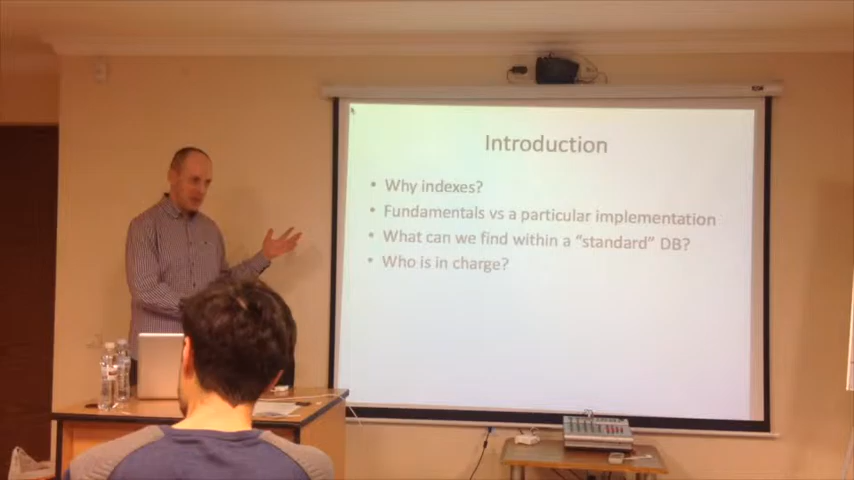 Introduction
• Why indexes?
• Fundamentals vs a particular implementation
• What can we find within a “standard” DB?
• Who is in charge?